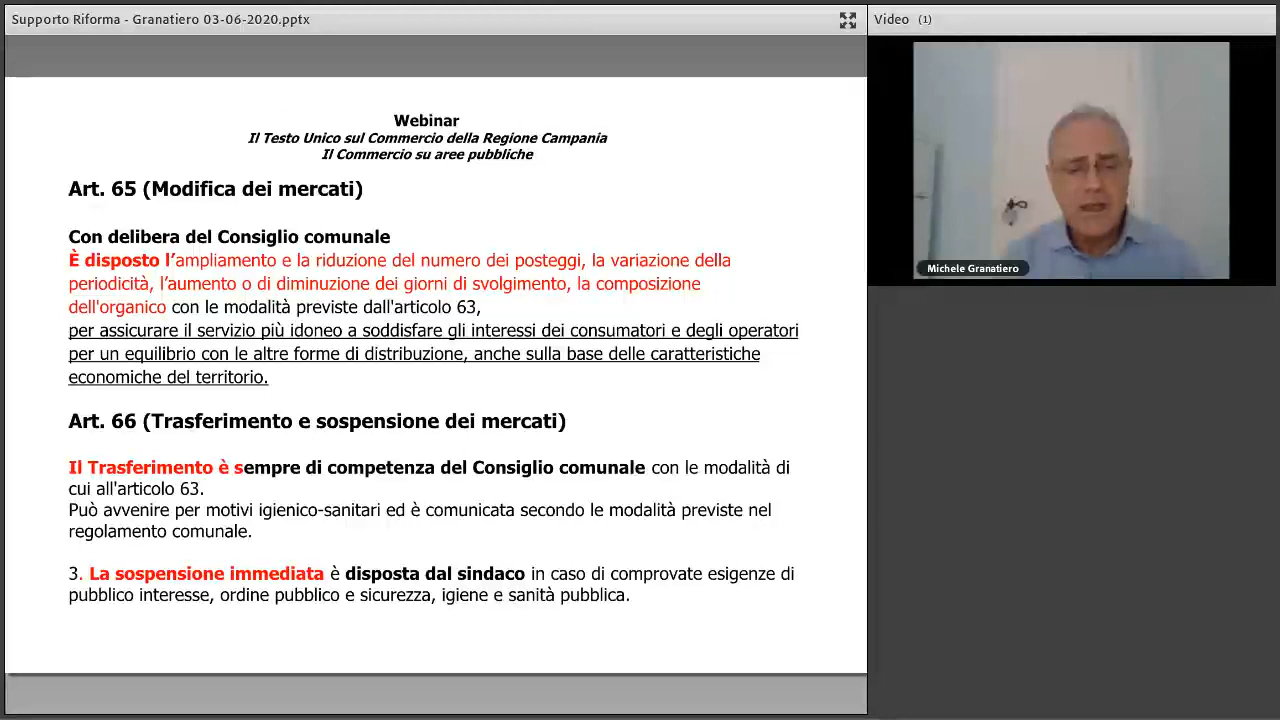 Supporto Riforma - Granatiero 03-06-2020.pptx
Video (1)
Webinar
Il Testo Unico sul Commercio della Regione Campania
Il Commercio su aree pubbliche
Art. 65 (Modifica dei mercati)
Con delibera del Consiglio comunale
È disposto l’ampliamento e la riduzione del numero dei posteggi, la variazione della
periodicità, l’aumento o di diminuzione dei giorni di svolgimento, la composizione
dell'organico con le modalità previste dall'articolo 63,
per assicurare il servizio più idoneo a soddisfare gli interessi dei consumatori e degli operatori
per un equilibrio con le altre forme di distribuzione, anche sulla base delle caratteristiche
economiche del territorio.
Art. 66 (Trasferimento e sospensione dei mercati)
Il Trasferimento è sempre di competenza del Consiglio comunale con le modalità di
cui all'articolo 63.
Può avvenire per motivi igienico-sanitari ed è comunicata secondo le modalità previste nel
regolamento comunale.
3. La sospensione immediata è disposta dal sindaco in caso di comprovate esigenze di
pubblico interesse, ordine pubblico e sicurezza, igiene e sanità pubblica.
Michele Granatiero